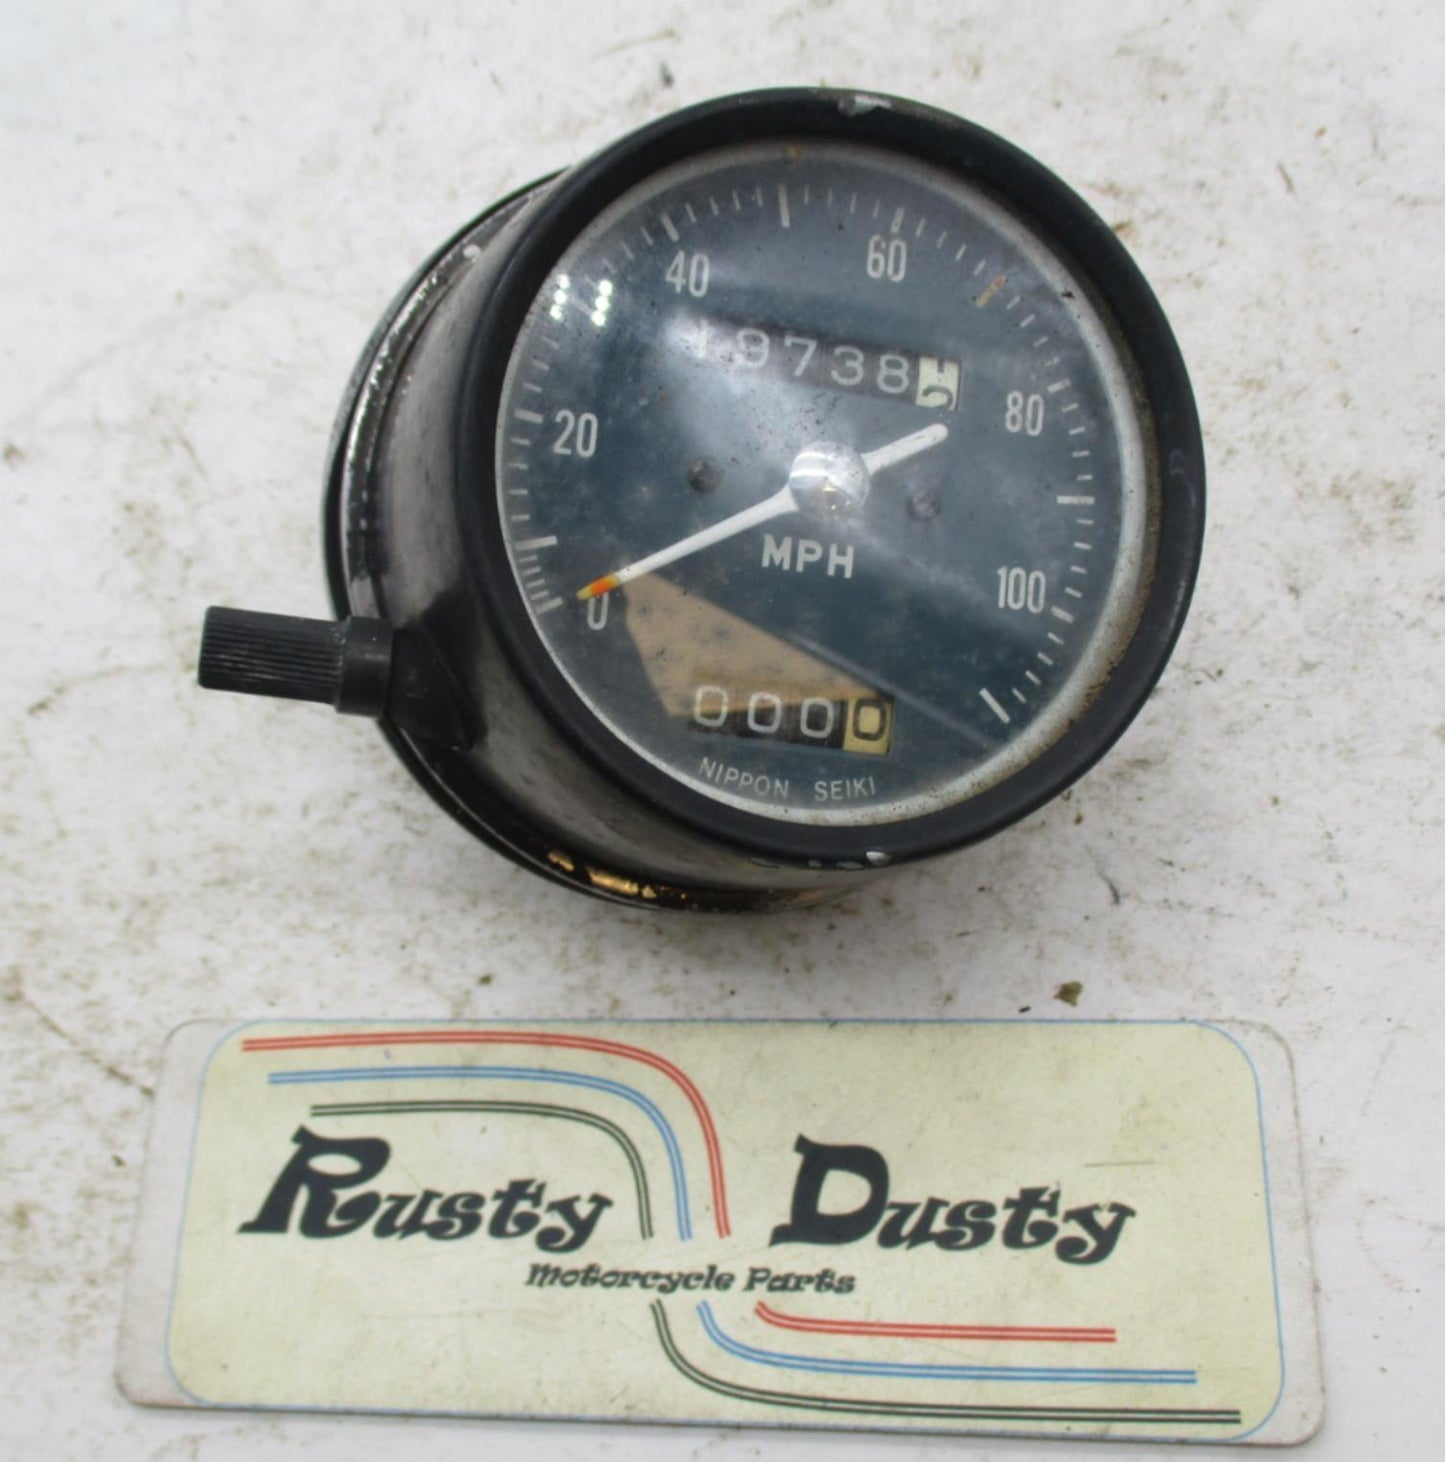 40 60
19738
20 80
MPH
0 100
0000
NIPPON SEIKI
Rusty Dusty
Motorcycle Parts